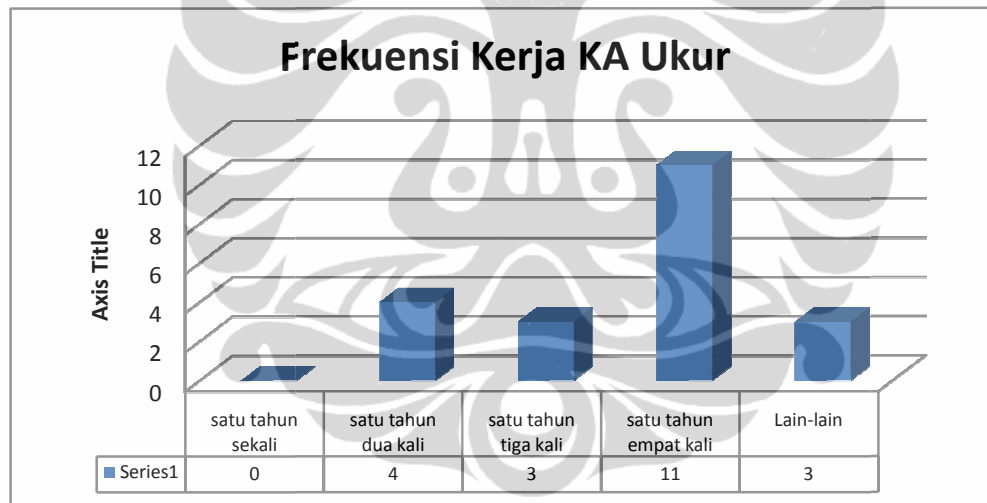 Frekuensi Kerja KA Ukur
12
10
8
6
4
2
0
Axis Title
satu tahun sekali
satu tahun dua kali
satu tahun tiga kali
satu tahun empat kali
Lain-lain
Series1 0 4 3 11 3